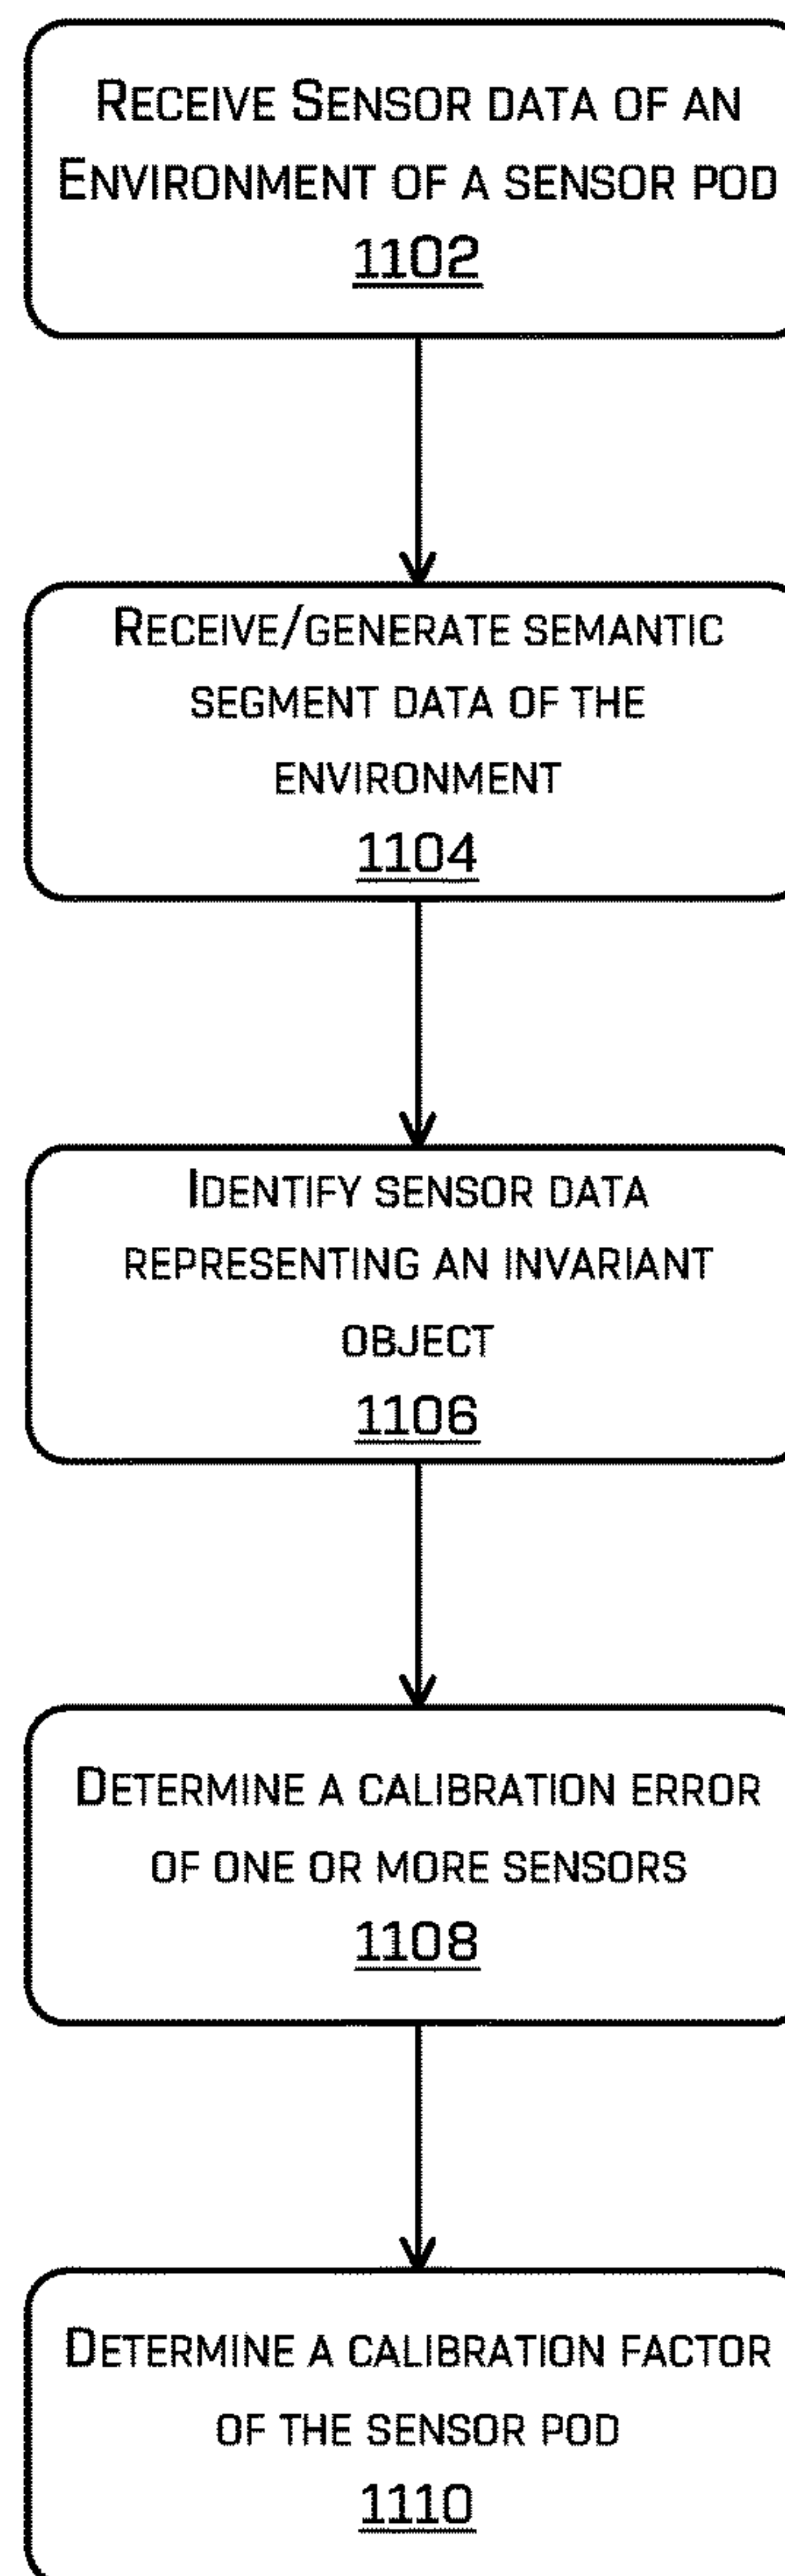 Receive Sensor data of an
Environment of a sensor pod
1102
Receive/generate semantic
segment data of the
environment
1104
Identify sensor data
representing an invariant
object
1106
Determine a calibration error
of one or more sensors
1108
Determine a calibration factor
of the sensor pod
1110